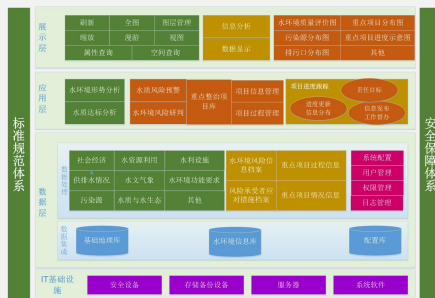 标准规范体系
安全保障体系
展示层
刷新 全图 图层管理
缩放 漫游 视图
属性查询 空间查询
信息分析
数据显示
水环境质量评价图 重点项目分布图
污染源分布图 重点项目进度示意图
排污口分布图 其他
应用层
水环境形势分析
水质达标分析
水质风险预警
水环境风险研判
重点整治项目库
项目信息管理
项目过程管理
项目进度跟踪
责任目标
进度更新
信息分布
信息发布
工作督办
数据层
数据处理
社会经济 水资源利用 水利设施
供排水情况 水文气象 水环境功能要求
污染源 水质与水生态 其他
水环境风险信息档案
风险承受者应对措施档案
重点项目过程信息
重点项目情况信息
系统配置
用户管理
权限管理
日志管理
数据集成
基础地理库
水环境信息库
配置库
IT基础设施
安全设备
存储备份设备
服务器
系统软件